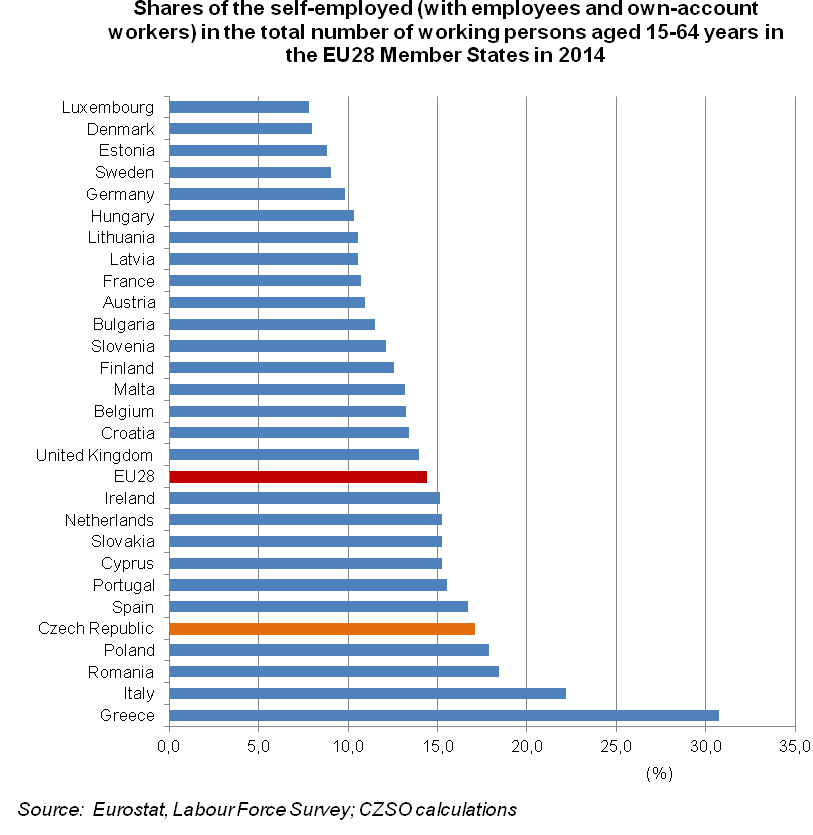 Shares of the self-employed (with employees and own-account
workers) in the total number of working persons aged 15-64 years in
the EU28 Member States in 2014
Luxembourg
Denmark
Estonia
Sweden
Germany
Hungary
Lithuania
Latvia
France
Austria
Bulgaria
Slovenia
Finland
Malta
Belgium
Croatia
United Kingdom
EU28
Ireland
Netherlands
Slovakia
Cyprus
Portugal
Spain
Czech Republic
Poland
Romania
Italy
Greece
0,0 5,0 10,0 15,0 20,0 25,0 30,0 35,0
(%)
Source: Eurostat, Labour Force Survey; CZSO calculations